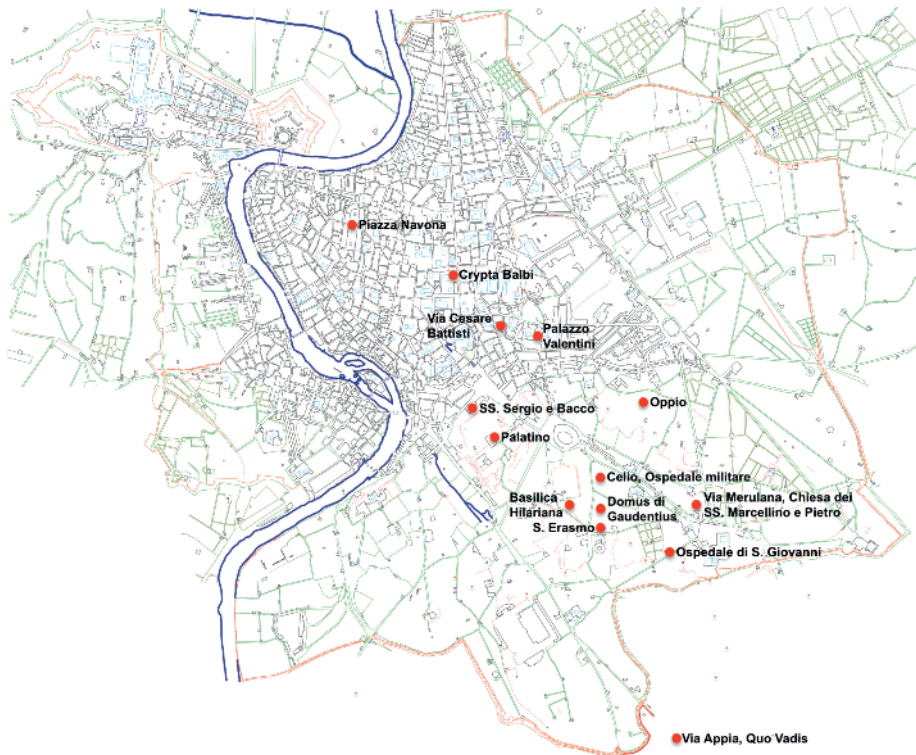 Piazza Navona
Crypta Balbi
Via Cesare
Battisti
Palazzo
Valentini
Oppio
SS. Sergio e Bacco
Palatino
Celio, Ospedale militare
Basilica
Hilariana
Domus di
Gaudentius
Via Merulana, Chiesa dei
SS. Marcellino e Pietro
S. Erasmo
Ospedale di S. Giovanni
Via Appia, Quo Vadis